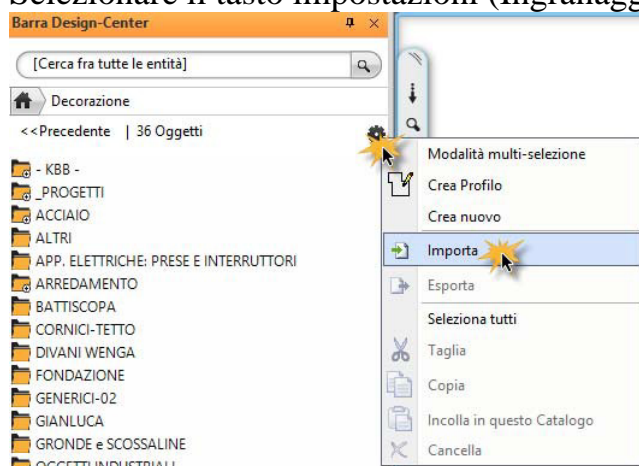 Selezionare il tasto impostazioni (Ingranagg
Barra Design-Center
[Cerca fra tutte le entità]
Decorazione
<<Precedente | 36 Oggetti
- KBB -
_PROGETTI
ACCIAIO
ALTRI
APP. ELETTRICHE: PRESE E INTERRUTTORI
ARREDAMENTO
BATTISCOPA
CORNICI-TETTO
DIVANI WENGA
FONDAZIONE
GENERICI-02
GIANLUCA
GRONDE e SCOSSALINE
OGGETTI INDUSTRIALI
Modalità multi-selezione
Crea Profilo
Crea nuovo
Importa
Esporta
Seleziona tutti
Taglia
Copia
Incolla in questo Catalogo
Cancella